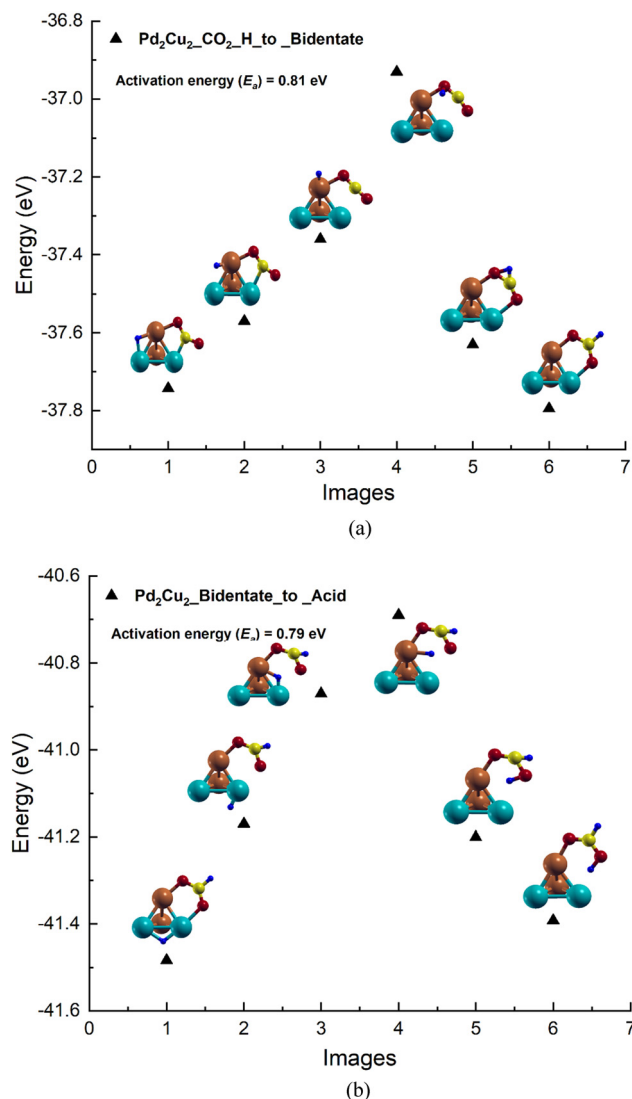 ▲ Pd₂Cu₂_CO₂_H_to _Bidentate
Activation energy (Eₐ) = 0.81 eV
Energy (eV)
-36.8
-37.0
-37.2
-37.4
-37.6
-37.8
0 1 2 3 4 5 6 7
Images
(a)
▲ Pd₂Cu₂_Bidentate_to _Acid
Activation energy (Eₐ) = 0.79 eV
Energy (eV)
-40.6
-40.8
-41.0
-41.2
-41.4
-41.6
0 1 2 3 4 5 6 7
Images
(b)